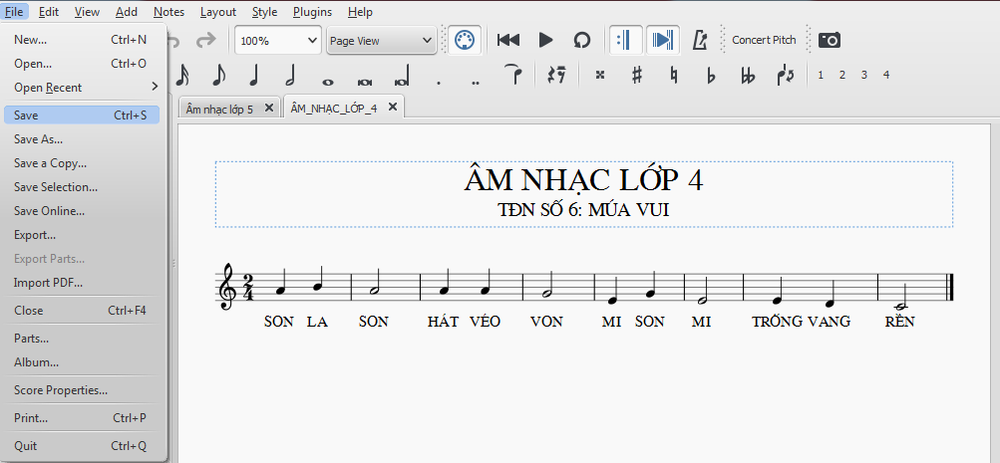 File Edit View Add Notes Layout Style Plugins Help
New... Ctrl+N
Open... Ctrl+O
Open Recent
Save Ctrl+S
Save As...
Save a Copy...
Save Selection...
Save Online...
Export...
Export Parts...
Import PDF...
Close Ctrl+F4
Parts...
Album...
Score Properties...
Print... Ctrl+P
Quit Ctrl+Q
100% Page View Concert Pitch
1 2 3 4
Âm nhạc lớp 5 ÂM_NHẠC_LỚP_4
ÂM NHẠC LỚP 4
TĐN SỐ 6: MÚA VUI
2
4
SON LA SON HÁT VÉO VON MI SON MI TRỐNG VANG RỀN